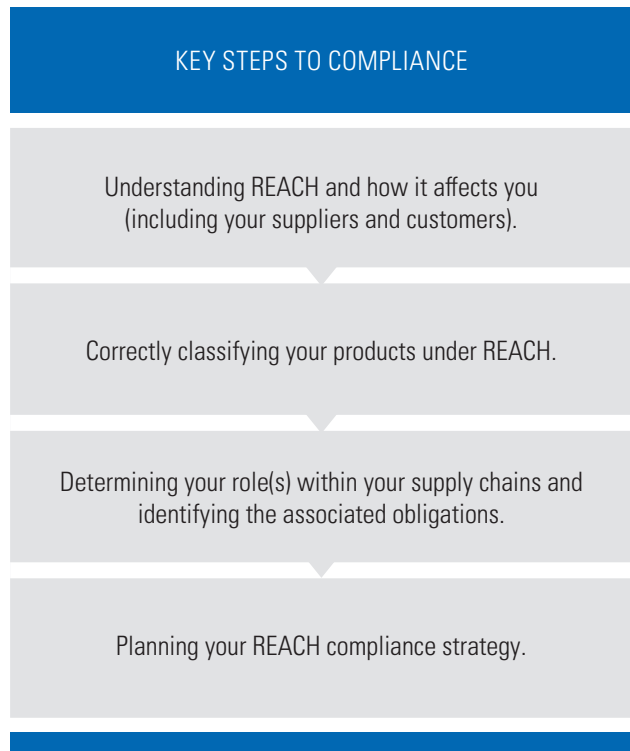 KEY STEPS TO COMPLIANCE
Understanding REACH and how it affects you
(including your suppliers and customers).
Correctly classifying your products under REACH.
Determining your role(s) within your supply chains and
identifying the associated obligations.
Planning your REACH compliance strategy.